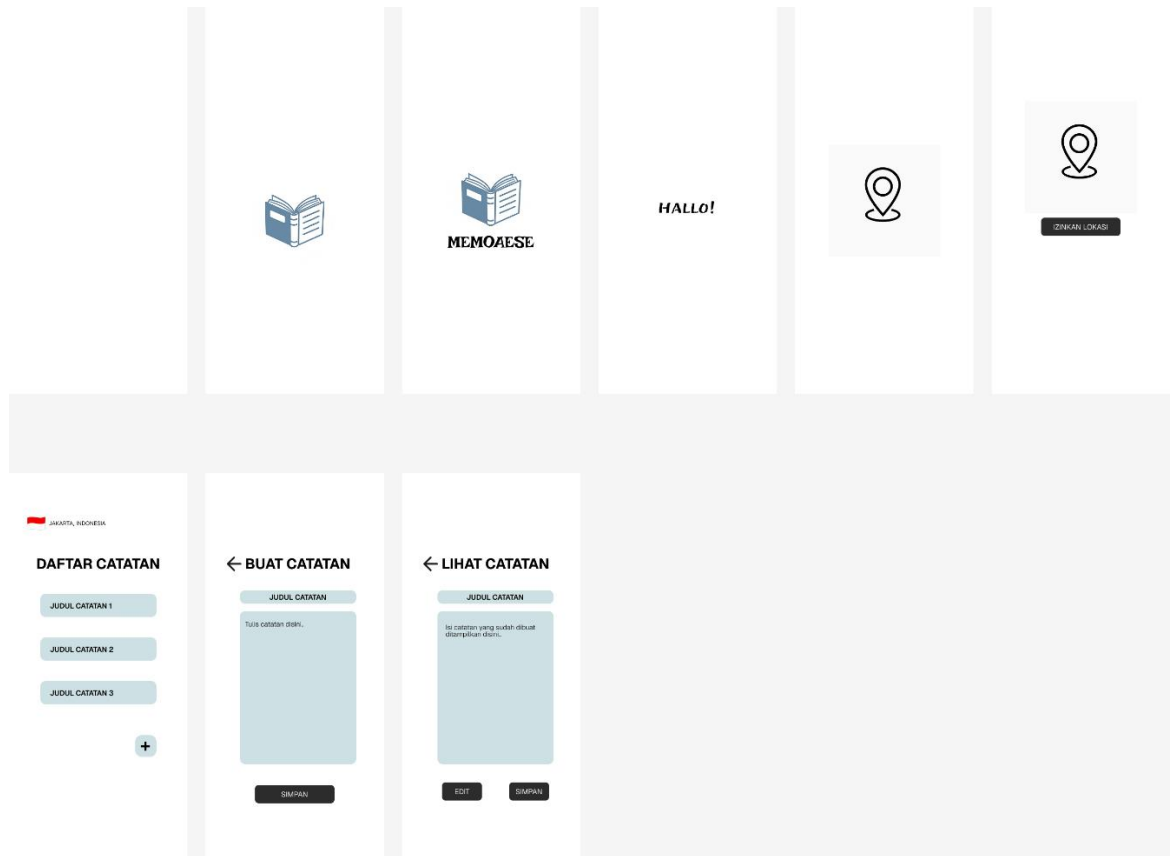 MEMOAESE
HALLO!
IZINKAN LOKASI
JAKARTA, INDONESIA
DAFTAR CATATAN
JUDUL CATATAN 1
JUDUL CATATAN 2
JUDUL CATATAN 3
+
BUAT CATATAN
JUDUL CATATAN
Tulis catatan disini..
SIMPAN
LIHAT CATATAN
JUDUL CATATAN
Isi catatan yang sudah dibuat
ditampilkan disini..
EDIT
SIMPAN